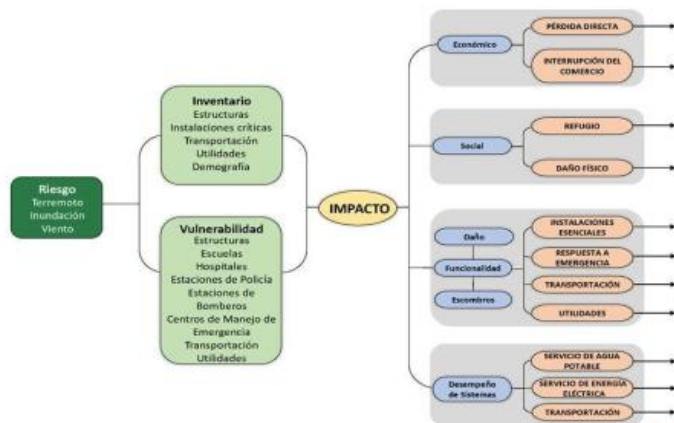 Riesgo
Terremoto
Inundación
Viento
Inventario
Estructuras
Instalaciones críticas
Transportación
Utilidades
Demografía
Vulnerabilidad
Estructuras
Escuelas
Hospitales
Estaciones de Policía
Estaciones de
Bomberos
Centros de Manejo de
Emergencia
Transportación
Utilidades
IMPACTO
Económico
PÉRDIDA DIRECTA
INTERRUPCIÓN DEL
COMERCIO
Social
REFUGIO
DAÑO FÍSICO
Daño
Funcionalidad
Escombros
INSTALACIONES
ESENCIALES
RESPUESTA A
EMERGENCIA
TRANSPORTACIÓN
UTILIDADES
Desempeño
de Sistemas
SERVICIO DE AGUA
POTABLE
SERVICIO DE ENERGÍA
ELÉCTRICA
TRANSPORTACIÓN